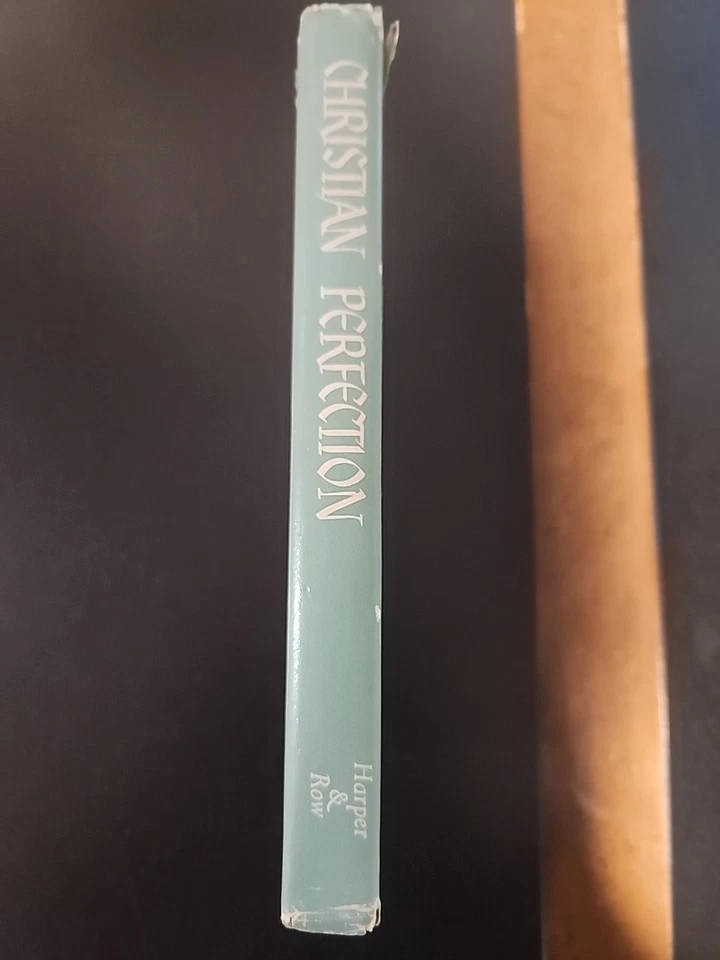 CHRISTIAN PERFECTION
Harper
&
Row